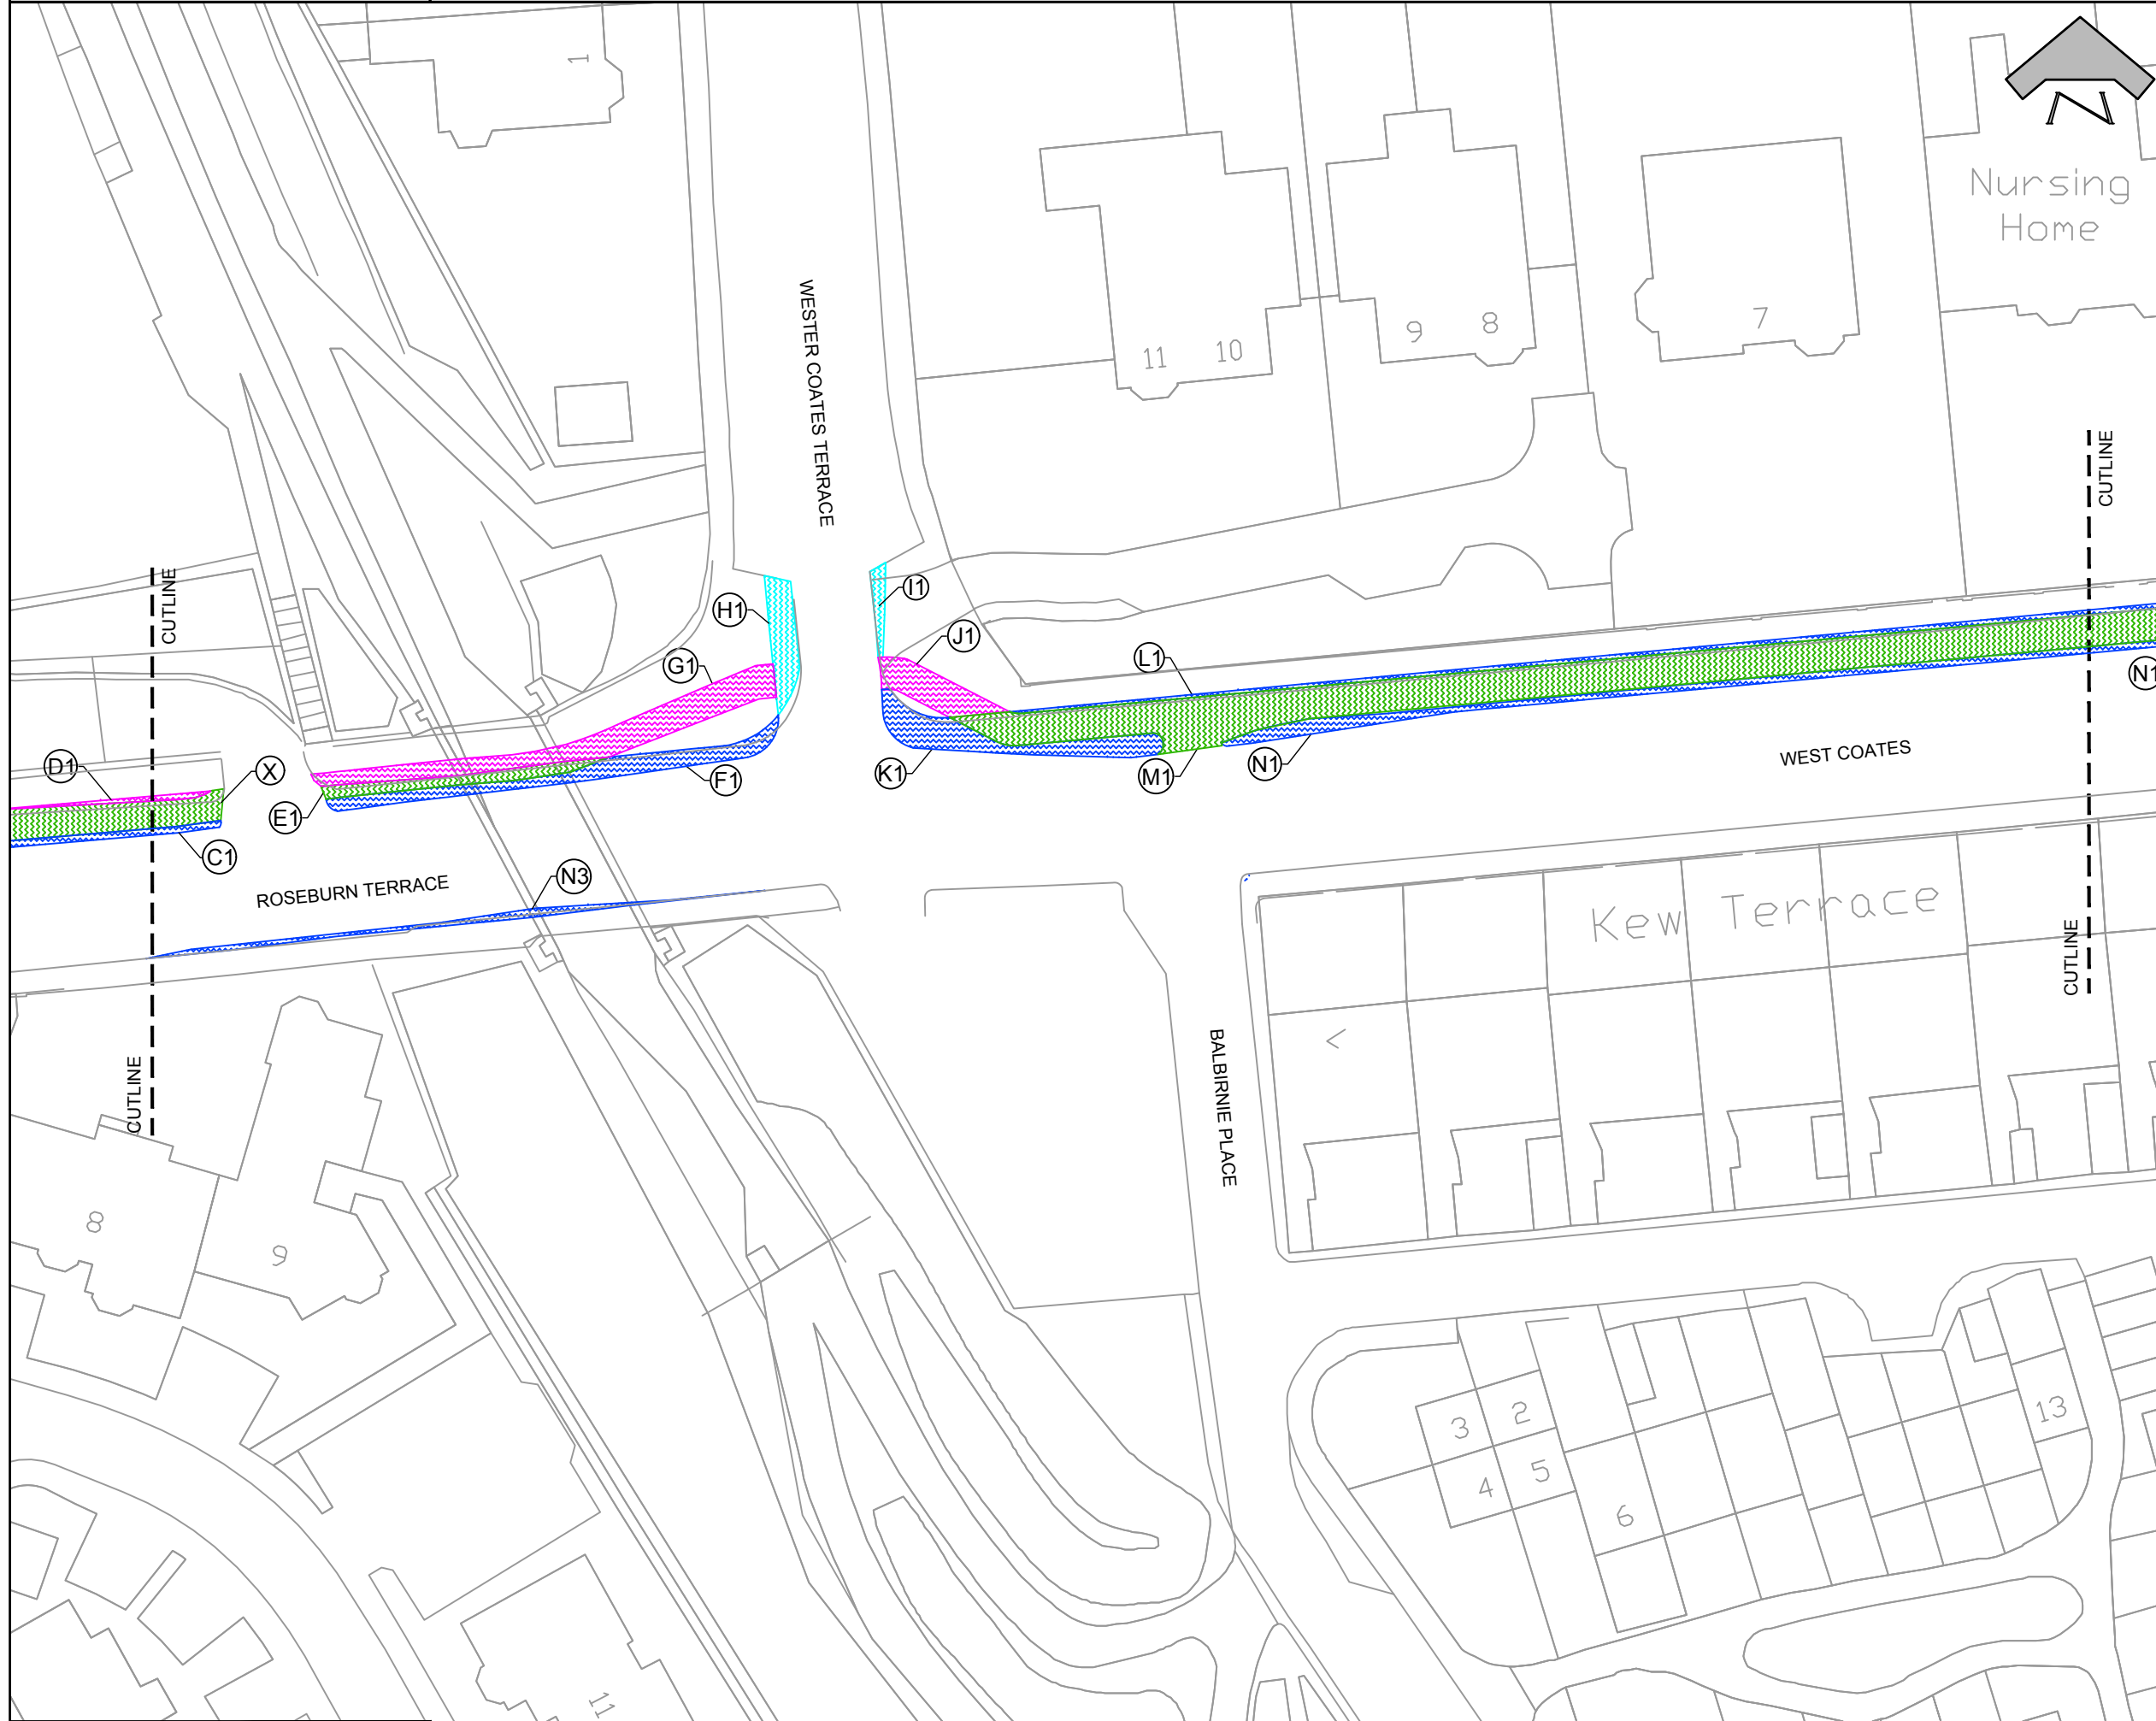 1
N
Nursing
Home
WESTER COATES TERRACE
11 10
9 8
7
CUTLINE
CUTLINE
I1
H1
J1
G1
L1
N1
D1
X
E1
F1
K1
M1
N1
WEST COATES
C1
ROSEBURN TERRACE
N3
Kew Terrace
CUTLINE
CUTLINE
BALBIRNIE PLACE
8
9
3 2
4 5
6
13
11